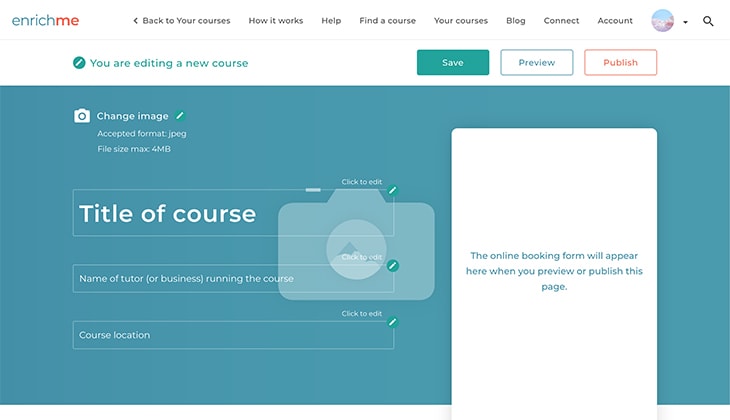 enrichme
Back to Your courses How it works Help Find a course Your courses Blog Connect Account
You are editing a new course
Save Preview Publish
Change image
Accepted format: jpeg
File size max: 4MB
Click to edit
Title of course
Click to edit
Name of tutor (or business) running the course
Click to edit
Course location
The online booking form will appear
here when you preview or publish this
page.